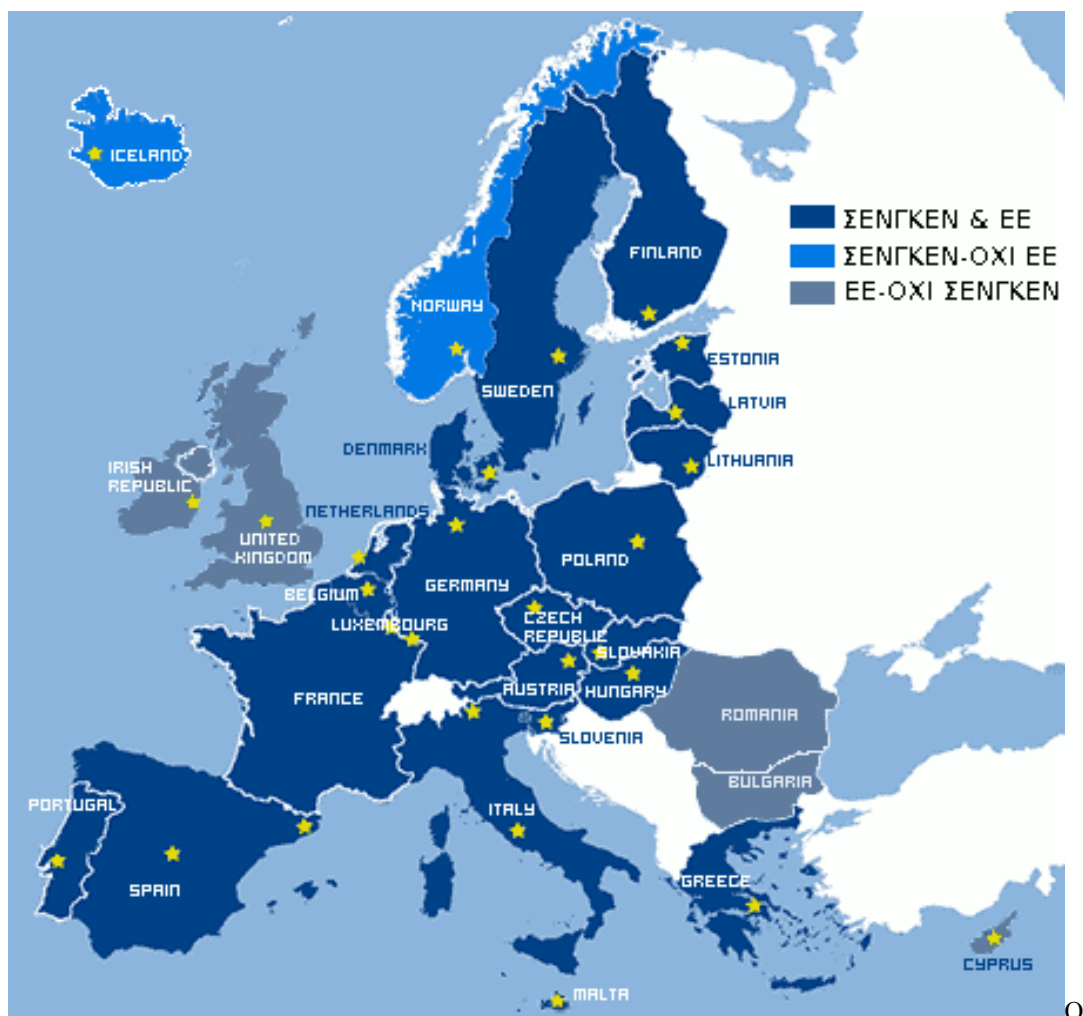 ICELAND
ΣΕΝΓΚΕΝ & ΕΕ
ΣΕΝΓΚΕΝ-ΟΧΙ ΕΕ
ΕΕ-ΟΧΙ ΣΕΝΓΚΕΝ
FINLAND
NORWAY
SWEDEN
ESTONIA
LATVIA
LITHUANIA
DENMARK
IRISH
REPUBLIC
NETHERLANDS
UNITED
KINGDOM
POLAND
GERMANY
BELGIUM
LUXEMBOURG
CZECH
REPUBLIC
SLOVAKIA
AUSTRIA
HUNGARY
FRANCE
ROMANIA
SLOVENIA
BULGARIA
PORTUGAL
ITALY
SPAIN
GREECE
CYPRUS
MALTA
Ο